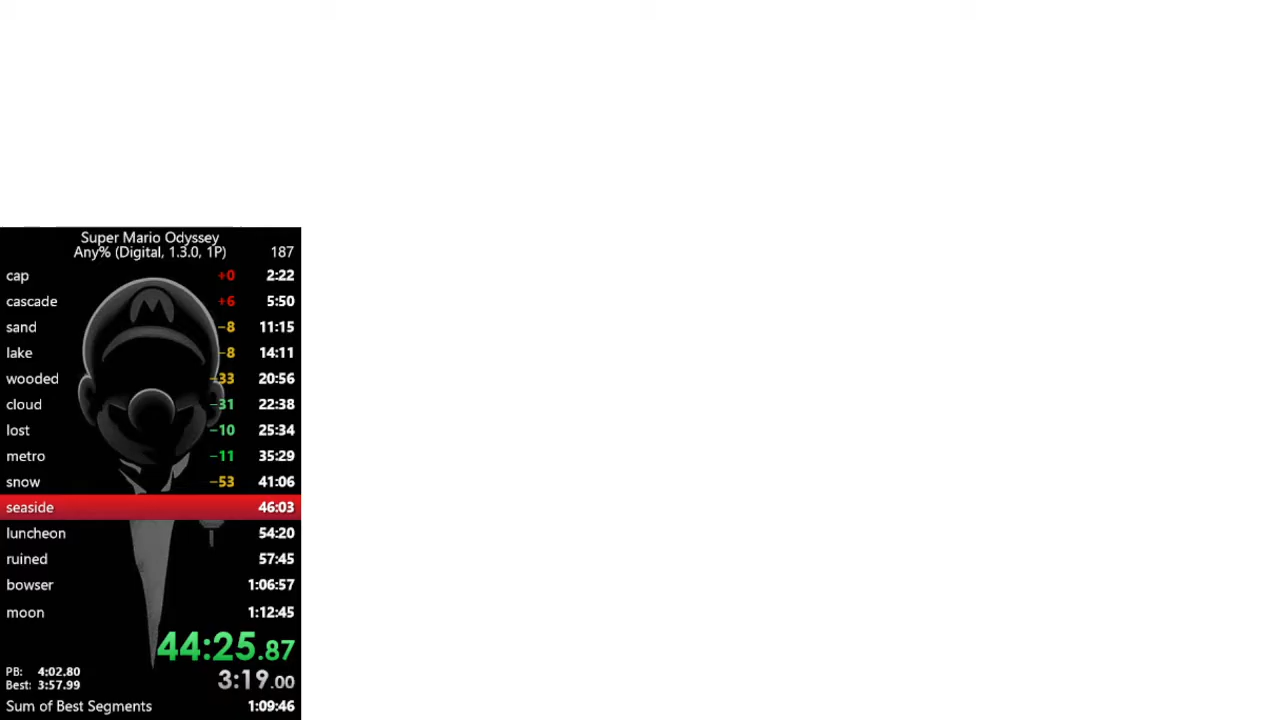 Super Mario Odyssey
Any% (Digital, 1.3.0, 1P) 187
cap +0 2:22
cascade +6 5:50
sand −8 11:15
lake −8 14:11
wooded −33 20:56
cloud −31 22:38
lost −10 25:34
metro −11 35:29
snow −53 41:06
seaside 46:03
luncheon 54:20
ruined 57:45
bowser 1:06:57
moon 1:12:45
44:25.87
PB: 4:02.80
Best: 3:57.99
3:19.00
Sum of Best Segments 1:09:46